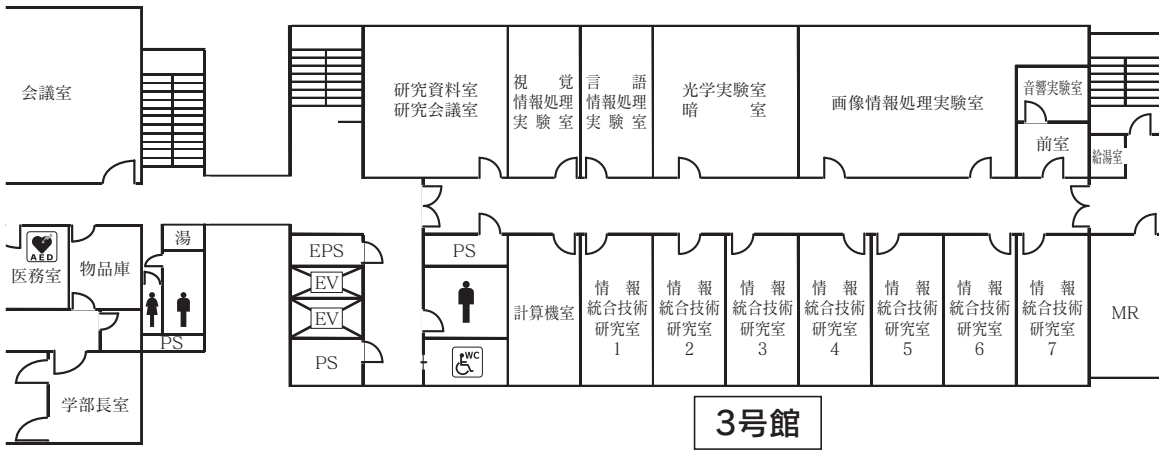 会議室
研究資料室
研究会議室
視覚
情報処理
実験室
言語
情報処理
実験室
光学実験室
暗室
画像情報処理実験室
音響実験室
前室
給湯室
湯
AED
医務室
物品庫
PS
学部長室
EPS
EV
EV
PS
PS
WC
計算機室
情報
統合技術
研究室
1
情報
統合技術
研究室
2
情報
統合技術
研究室
3
情報
統合技術
研究室
4
情報
統合技術
研究室
5
情報
統合技術
研究室
6
情報
統合技術
研究室
7
MR
3号館